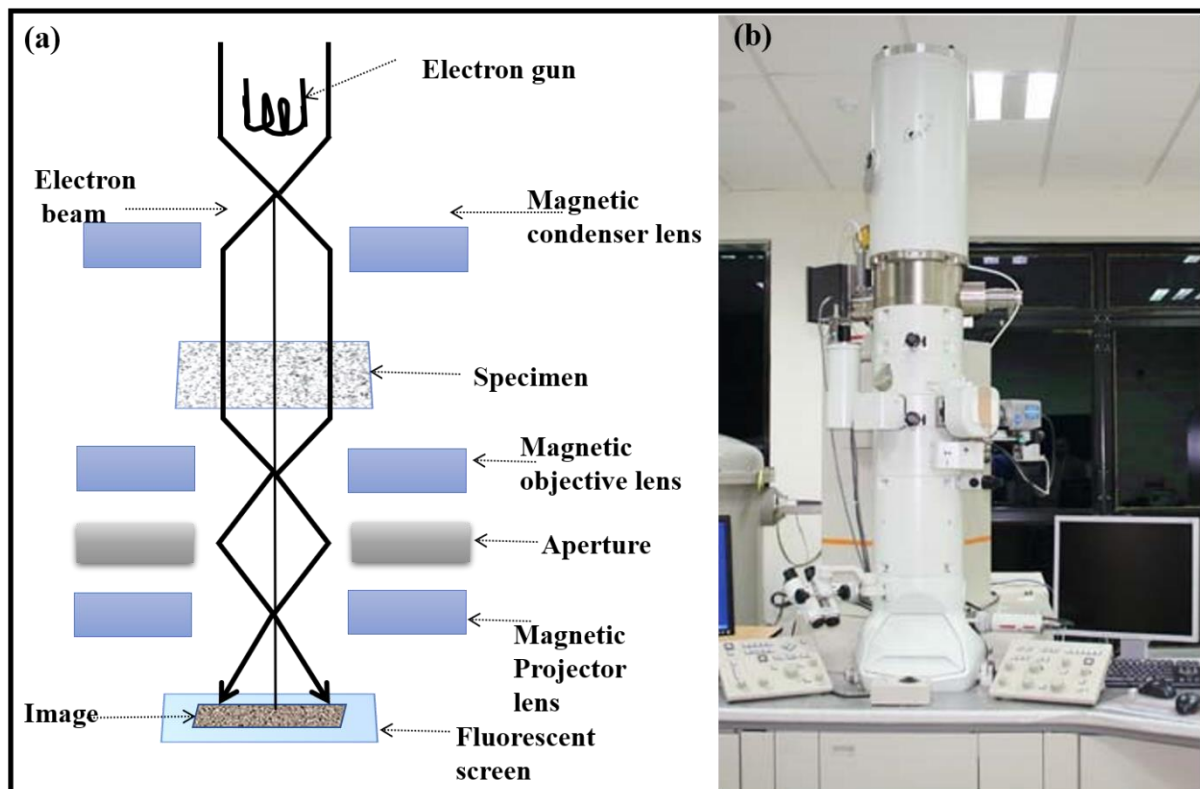 (a)
Electron gun
Electron
beam
Magnetic
condenser lens
Specimen
Magnetic
objective lens
Aperture
Magnetic
Projector
lens
Image
Fluorescent
screen
(b)